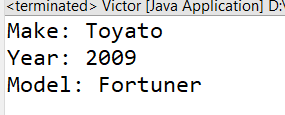 <terminated> Victor [Java Application] D:\
Make: Toyato
Year: 2009
Model: Fortuner